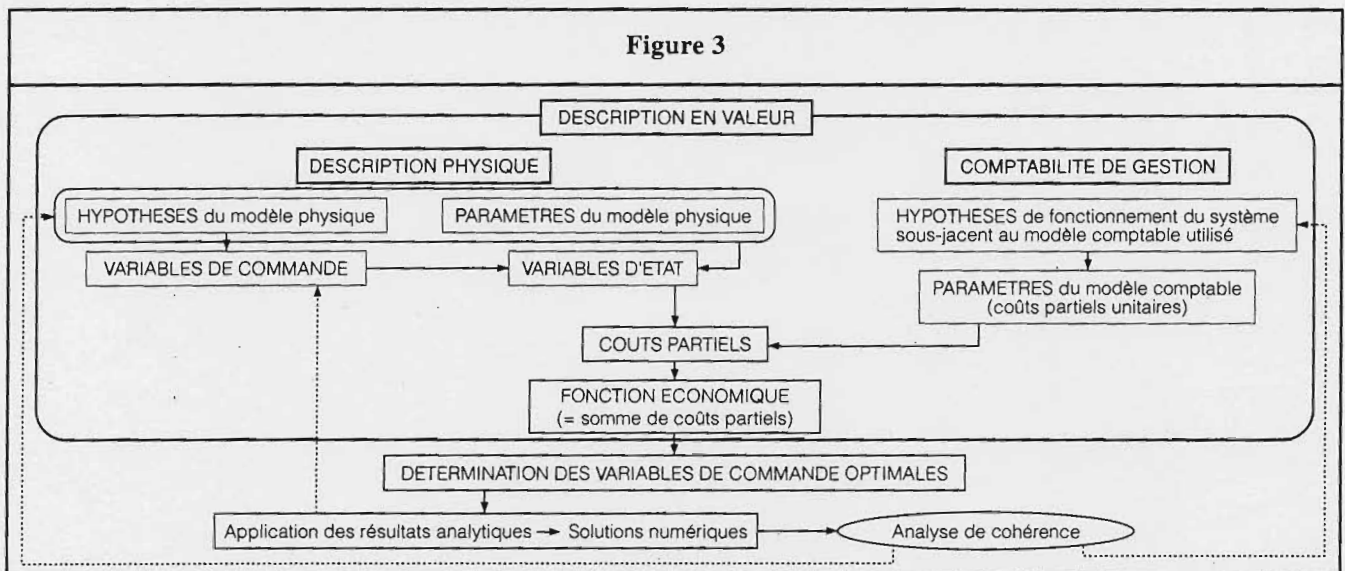 Figure 3
DESCRIPTION EN VALEUR
DESCRIPTION PHYSIQUE
COMPTABILITE DE GESTION
HYPOTHESES du modèle physique
PARAMETRES du modèle physique
HYPOTHESES de fonctionnement du système
sous-jacent au modèle comptable utilisé
VARIABLES DE COMMANDE
VARIABLES D'ETAT
PARAMETRES du modèle comptable
(coûts partiels unitaires)
COUTS PARTIELS
FONCTION ECONOMIQUE
(= somme de coûts partiels)
DETERMINATION DES VARIABLES DE COMMANDE OPTIMALES
Application des résultats analytiques → Solutions numériques
Analyse de cohérence